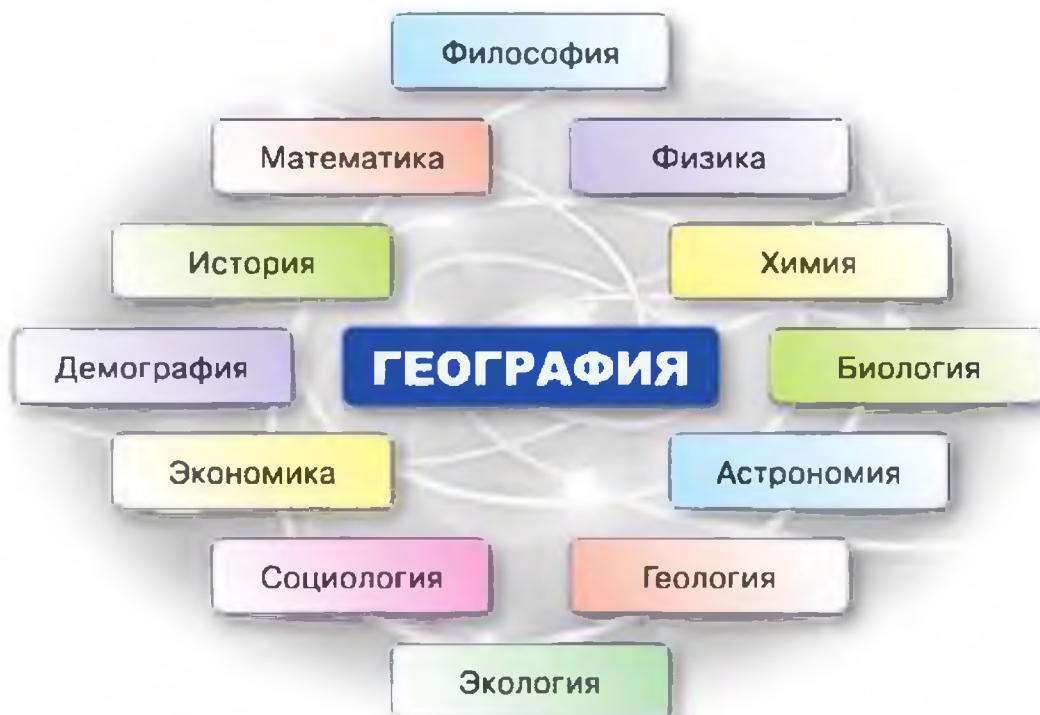 Философия
Математика
Физика
История
Химия
Демография
ГЕОГРАФИЯ
Биология
Экономика
Астрономия
Социология
Геология
Экология